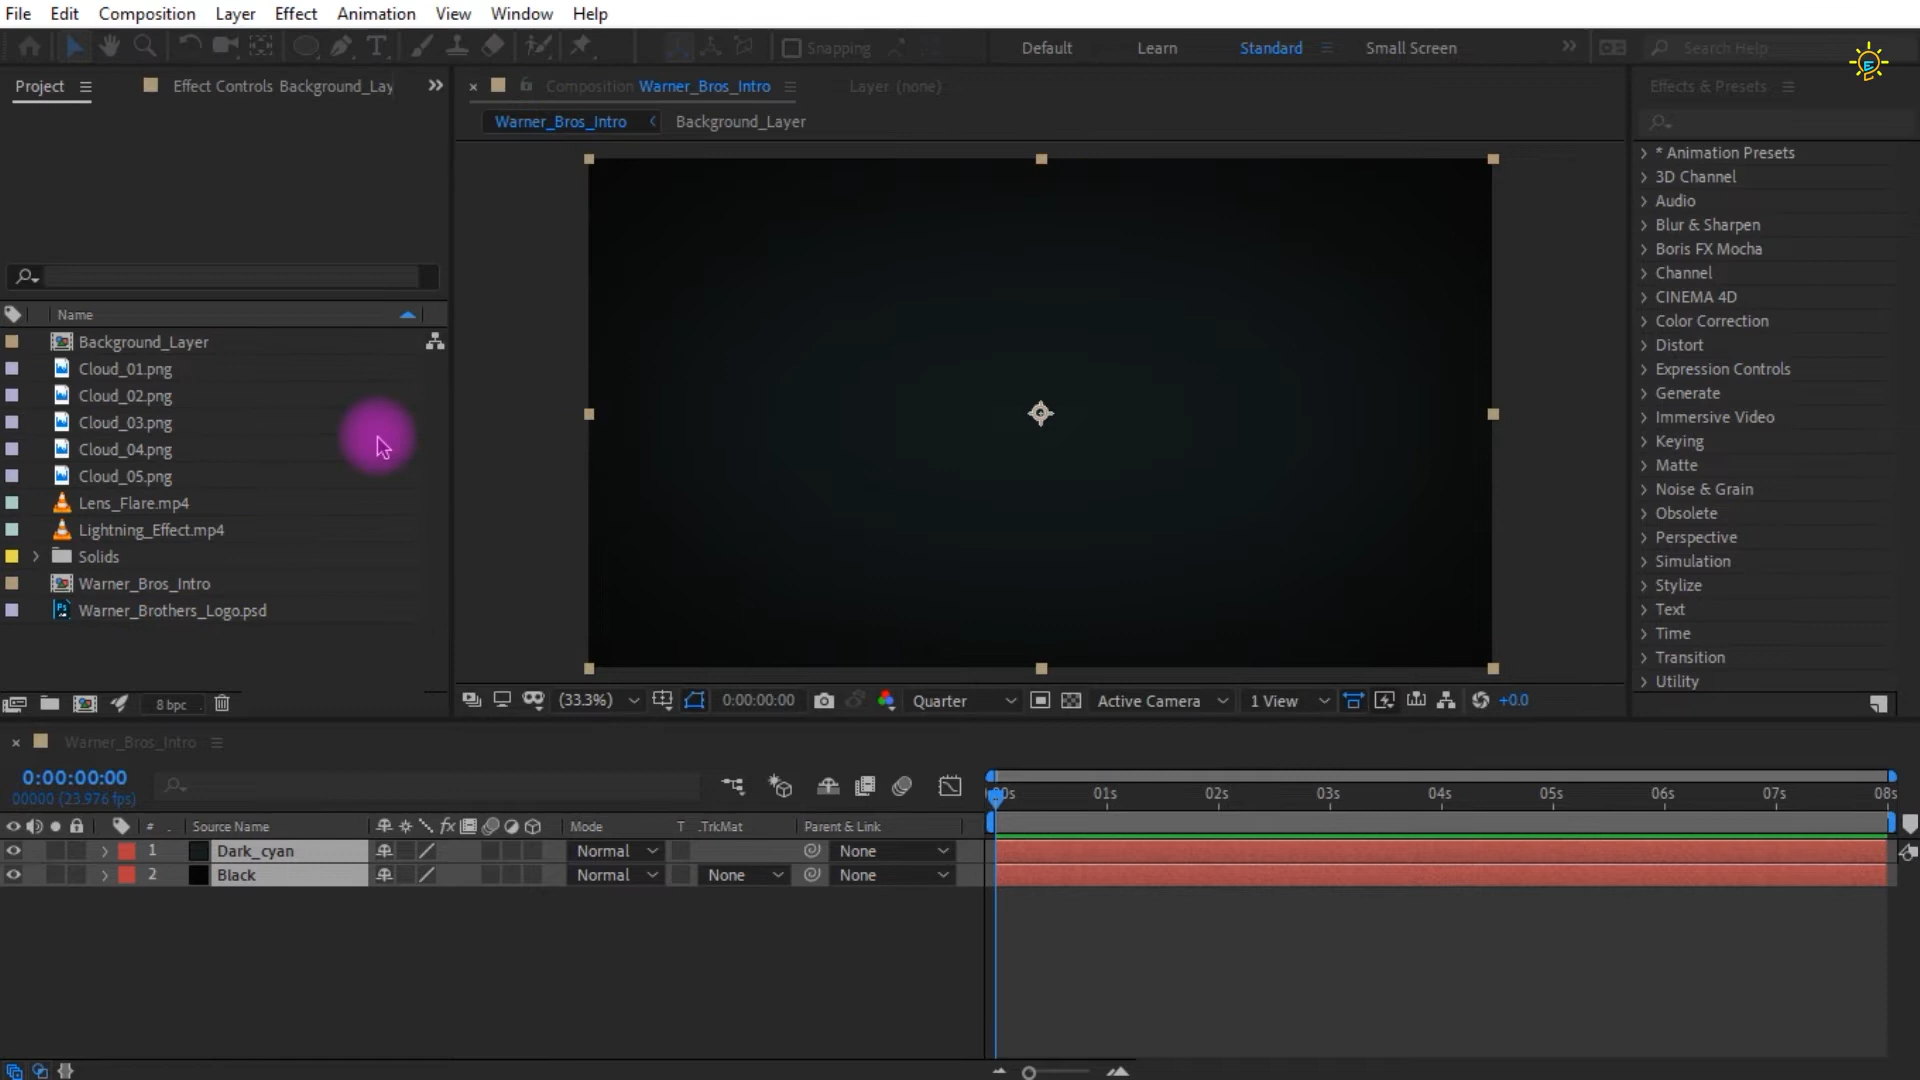 File Edit Composition Layer Effect Animation View Window Help
Snapping Default Learn Standard Small Screen Search Help
Project Effect Controls Background_Lay
Composition Warner_Bros_Intro Layer (none)
Effects & Presets
Warner_Bros_Intro Background_Layer
* Animation Presets
3D Channel
Audio
Blur & Sharpen
Boris FX Mocha
Channel
CINEMA 4D
Color Correction
Distort
Expression Controls
Generate
Immersive Video
Keying
Matte
Noise & Grain
Obsolete
Perspective
Simulation
Stylize
Text
Time
Transition
Utility
Name
Background_Layer
Cloud_01.png
Cloud_02.png
Cloud_03.png
Cloud_04.png
Cloud_05.png
Lens_Flare.mp4
Lightning_Effect.mp4
Solids
Warner_Bros_Intro
Warner_Brothers_Logo.psd
8 bpc
(33.3%) 0:00:00:00 Quarter Active Camera 1 View +0.0
Warner_Bros_Intro
0:00:00:00
00000 (23.976 fps)
00s 01s 02s 03s 04s 05s 06s 07s 08s
# Source Name fx Mode T .TrkMat Parent & Link
1 Dark_cyan Normal None
2 Black Normal None None